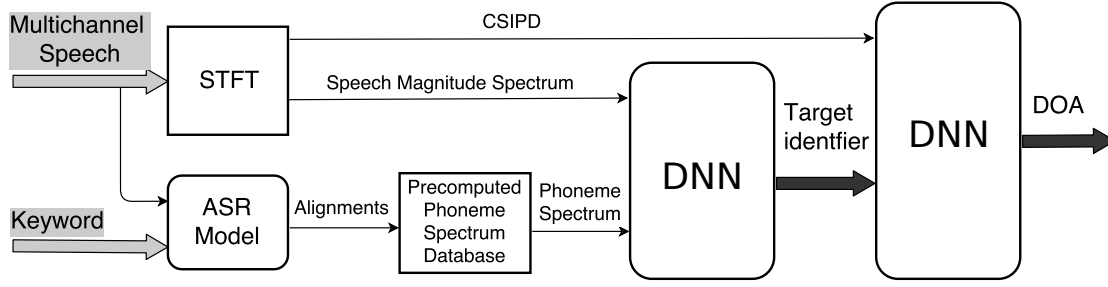 Multichannel
Speech
STFT
CSIPD
Speech Magnitude Spectrum
Keyword
ASR
Model
Alignments
Precomputed
Phoneme
Spectrum
Database
Phoneme
Spectrum
DNN
Target
identfier
DNN
DOA